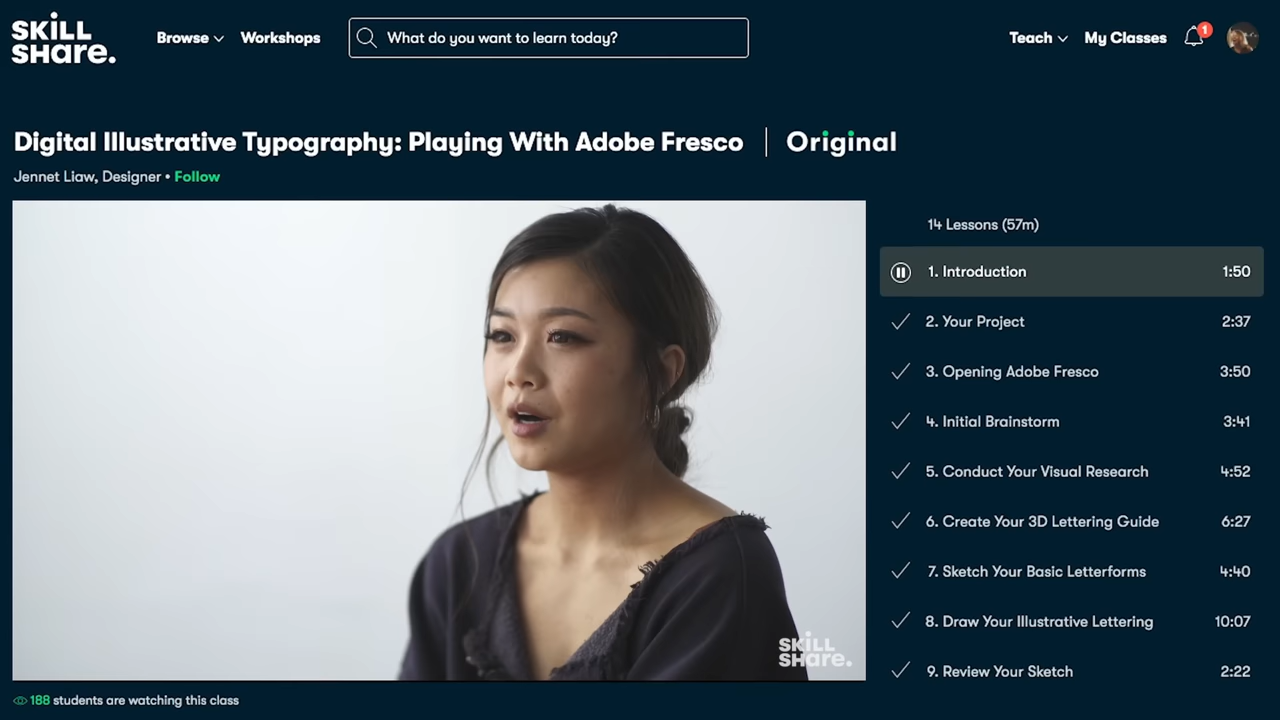 SKiLL
SHare.
Browse
Workshops
What do you want to learn today?
Teach
My Classes
1
Digital Illustrative Typography: Playing With Adobe Fresco | Original
Jennet Liaw, Designer • Follow
14 Lessons (57m)
1. Introduction 1:50
2. Your Project 2:37
3. Opening Adobe Fresco 3:50
4. Initial Brainstorm 3:41
5. Conduct Your Visual Research 4:52
6. Create Your 3D Lettering Guide 6:27
7. Sketch Your Basic Letterforms 4:40
8. Draw Your Illustrative Lettering 10:07
9. Review Your Sketch 2:22
SKiLL
SHare.
188 students are watching this class